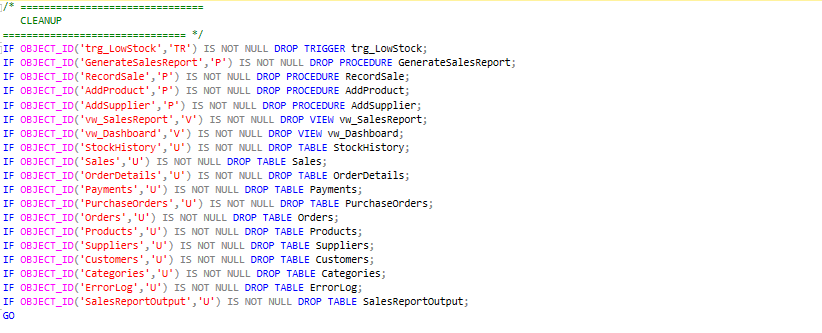 /* ==============================
CLEANUP
============================== */
IF OBJECT_ID('trg_LowStock','TR') IS NOT NULL DROP TRIGGER trg_LowStock;
IF OBJECT_ID('GenerateSalesReport','P') IS NOT NULL DROP PROCEDURE GenerateSalesReport;
IF OBJECT_ID('RecordSale','P') IS NOT NULL DROP PROCEDURE RecordSale;
IF OBJECT_ID('AddProduct','P') IS NOT NULL DROP PROCEDURE AddProduct;
IF OBJECT_ID('AddSupplier','P') IS NOT NULL DROP PROCEDURE AddSupplier;
IF OBJECT_ID('vw_SalesReport','V') IS NOT NULL DROP VIEW vw_SalesReport;
IF OBJECT_ID('vw_Dashboard','V') IS NOT NULL DROP VIEW vw_Dashboard;
IF OBJECT_ID('StockHistory','U') IS NOT NULL DROP TABLE StockHistory;
IF OBJECT_ID('Sales','U') IS NOT NULL DROP TABLE Sales;
IF OBJECT_ID('OrderDetails','U') IS NOT NULL DROP TABLE OrderDetails;
IF OBJECT_ID('Payments','U') IS NOT NULL DROP TABLE Payments;
IF OBJECT_ID('PurchaseOrders','U') IS NOT NULL DROP TABLE PurchaseOrders;
IF OBJECT_ID('Orders','U') IS NOT NULL DROP TABLE Orders;
IF OBJECT_ID('Products','U') IS NOT NULL DROP TABLE Products;
IF OBJECT_ID('Suppliers','U') IS NOT NULL DROP TABLE Suppliers;
IF OBJECT_ID('Customers','U') IS NOT NULL DROP TABLE Customers;
IF OBJECT_ID('Categories','U') IS NOT NULL DROP TABLE Categories;
IF OBJECT_ID('ErrorLog','U') IS NOT NULL DROP TABLE ErrorLog;
IF OBJECT_ID('SalesReportOutput','U') IS NOT NULL DROP TABLE SalesReportOutput;
GO